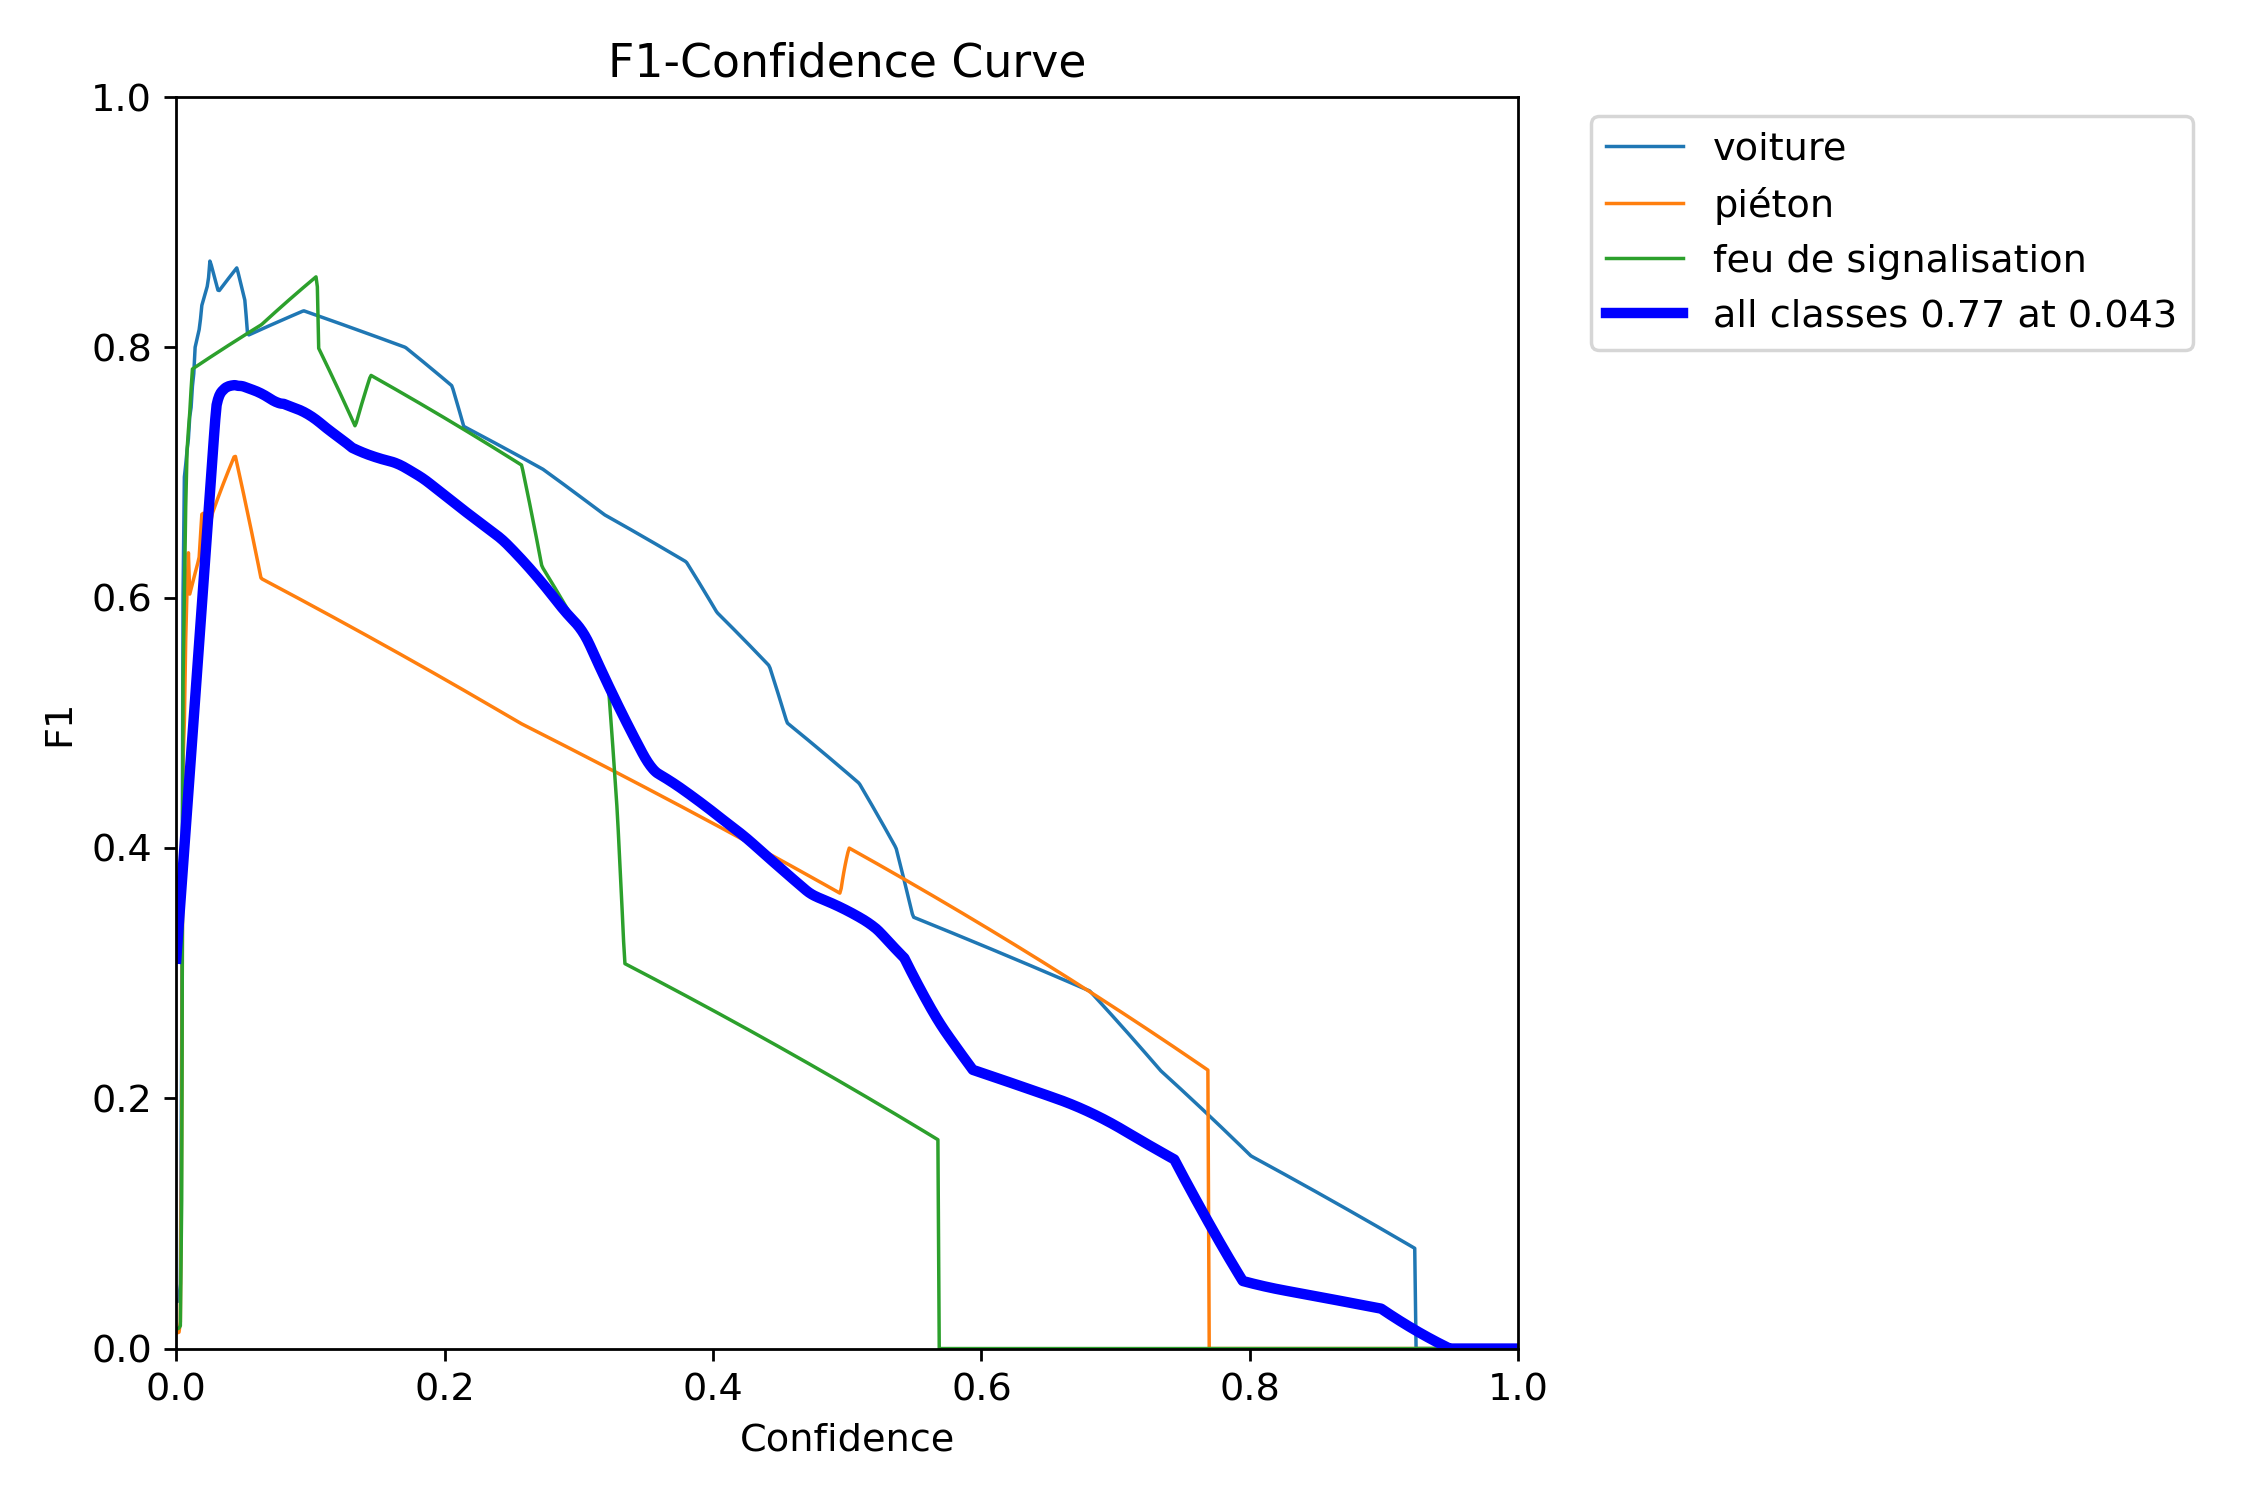 F1-Confidence Curve
1.0
0.8
0.6
0.4
0.2
0.0
F1
0.0 0.2 0.4 0.6 0.8 1.0
Confidence
voiture
piéton
feu de signalisation
all classes 0.77 at 0.043